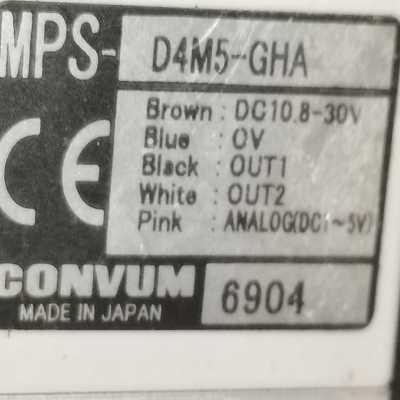 MPS- D4M5-GHA
Brown : DC10.8-30V
Blue : 0V
Black : OUT1
White : OUT2
Pink : ANALOG(DC1~5V)
CE
CONVUM
MADE IN JAPAN
6904